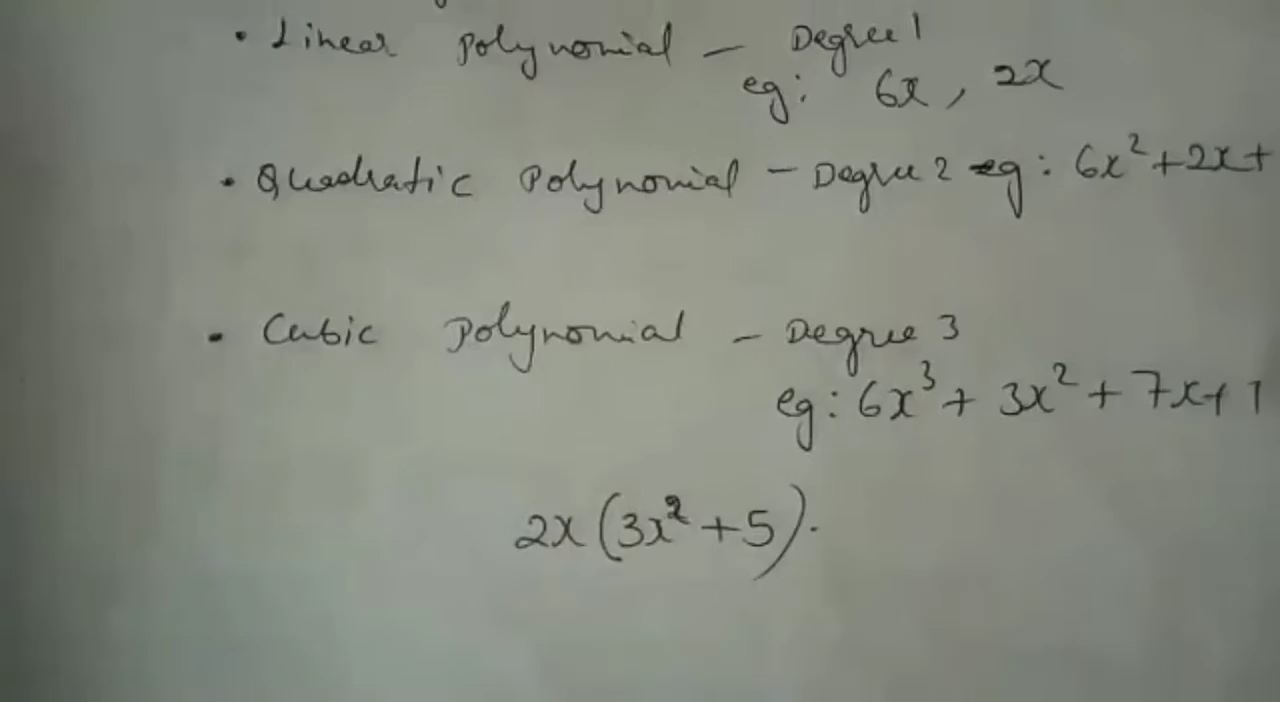 • Linear Polynomial - Degree 1
eg: 6x, 2x
• Quadratic Polynomial - Degree 2 eg: 6x² + 2x +
• Cubic Polynomial - Degree 3
eg: 6x³ + 3x² + 7x + 1
2x(3x² + 5).